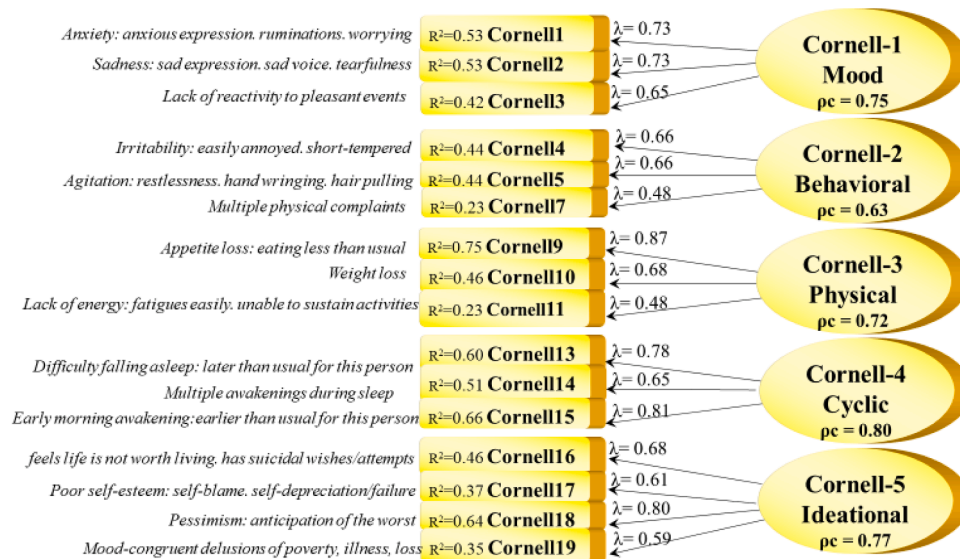 Anxiety: anxious expression. ruminations. worrying R²=0.53 Cornell1 λ= 0.73
Sadness: sad expression. sad voice. tearfulness R²=0.53 Cornell2 λ= 0.73
Lack of reactivity to pleasant events R²=0.42 Cornell3 λ= 0.65
Cornell-1
Mood
ρc = 0.75
Irritability: easily annoyed. short-tempered R²=0.44 Cornell4 λ= 0.66
Agitation: restlessness. hand wringing. hair pulling R²=0.44 Cornell5 λ= 0.66
Multiple physical complaints R²=0.23 Cornell7 λ= 0.48
Cornell-2
Behavioral
ρc = 0.63
Appetite loss: eating less than usual R²=0.75 Cornell9 λ= 0.87
Weight loss R²=0.46 Cornell10 λ= 0.68
Lack of energy: fatigues easily. unable to sustain activities R²=0.23 Cornell11 λ= 0.48
Cornell-3
Physical
ρc = 0.72
Difficulty falling asleep: later than usual for this person R²=0.60 Cornell13 λ= 0.78
Multiple awakenings during sleep R²=0.51 Cornell14 λ= 0.65
Early morning awakening:earlier than usual for this person R²=0.66 Cornell15 λ= 0.81
Cornell-4
Cyclic
ρc = 0.80
feels life is not worth living. has suicidal wishes/attempts R²=0.46 Cornell16 λ= 0.68
Poor self-esteem: self-blame. self-depreciation/failure R²=0.37 Cornell17 λ= 0.61
Pessimism: anticipation of the worst R²=0.64 Cornell18 λ= 0.80
Mood-congruent delusions of poverty, illness, loss R²=0.35 Cornell19 λ= 0.59
Cornell-5
Ideational
ρc = 0.77